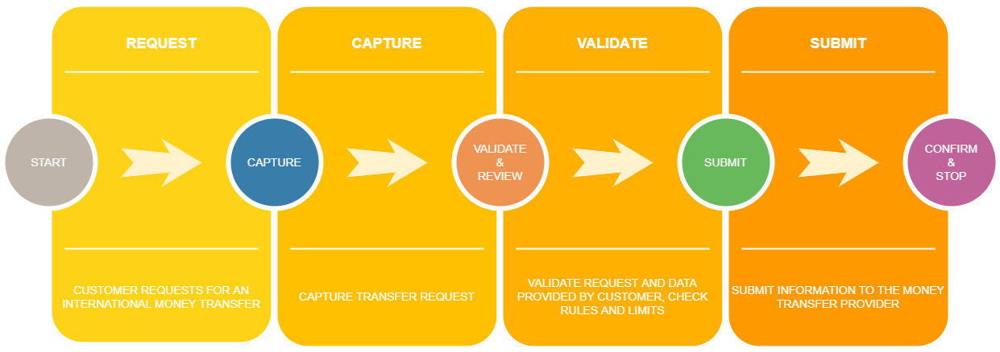 REQUEST
CAPTURE
VALIDATE
SUBMIT
START
CAPTURE
VALIDATE
&
REVIEW
SUBMIT
CONFIRM
&
STOP
CUSTOMER REQUESTS FOR AN
INTERNATIONAL MONEY TRANSFER
CAPTURE TRANSFER REQUEST
VALIDATE REQUEST AND DATA
PROVIDED BY CUSTOMER, CHECK
RULES AND LIMITS
SUBMIT INFORMATION TO THE MONEY
TRANSFER PROVIDER